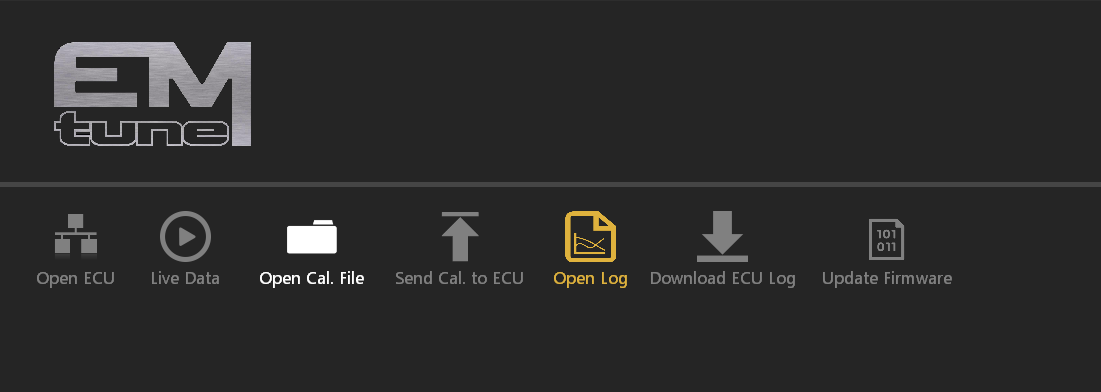 EM
tune
Open ECU
Live Data
Open Cal. File
Send Cal. to ECU
Open Log
Download ECU Log
101
011
Update Firmware